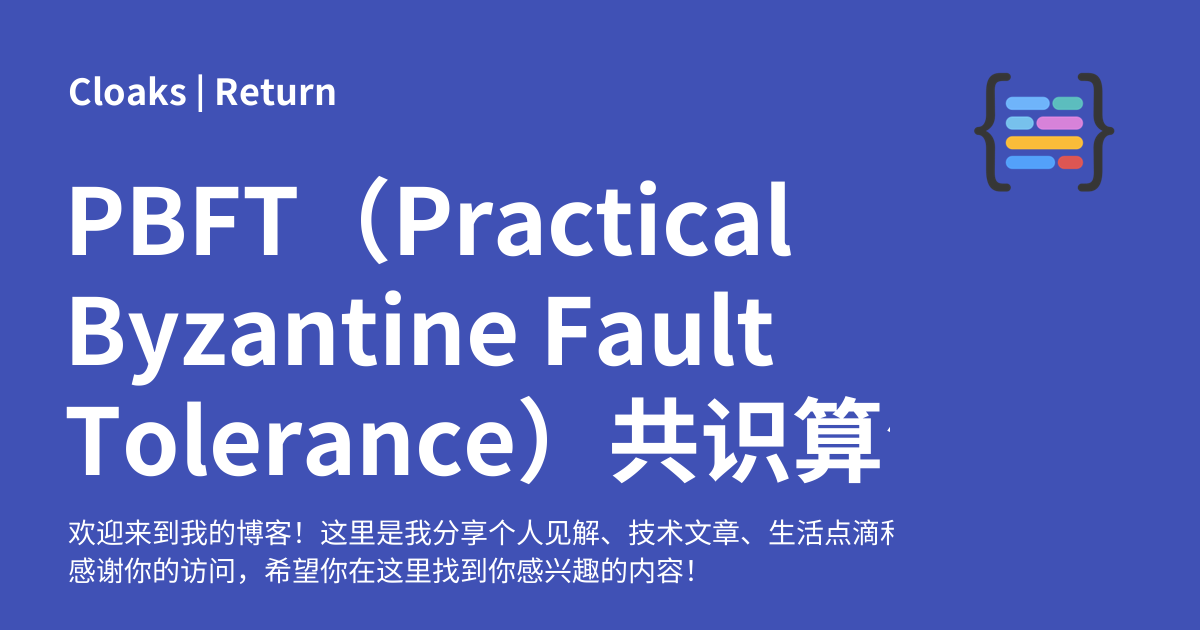 Cloaks | Return
PBFT（Practical
Byzantine Fault
Tolerance）共识算
欢迎来到我的博客！这里是我分享个人见解、技术文章、生活点滴
感谢你的访问，希望你在这里找到你感兴趣的内容！